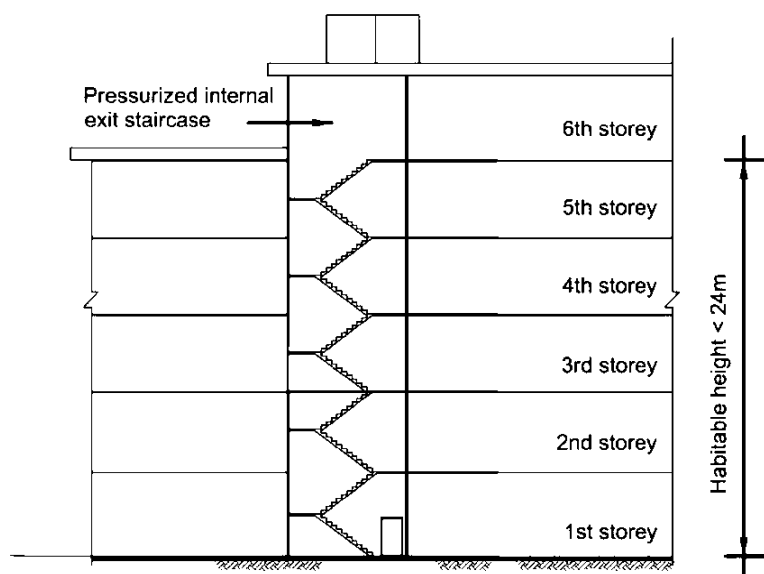 Pressurized internal
exit staircase
6th storey
5th storey
4th storey
3rd storey
2nd storey
1st storey
Habitable height < 24m